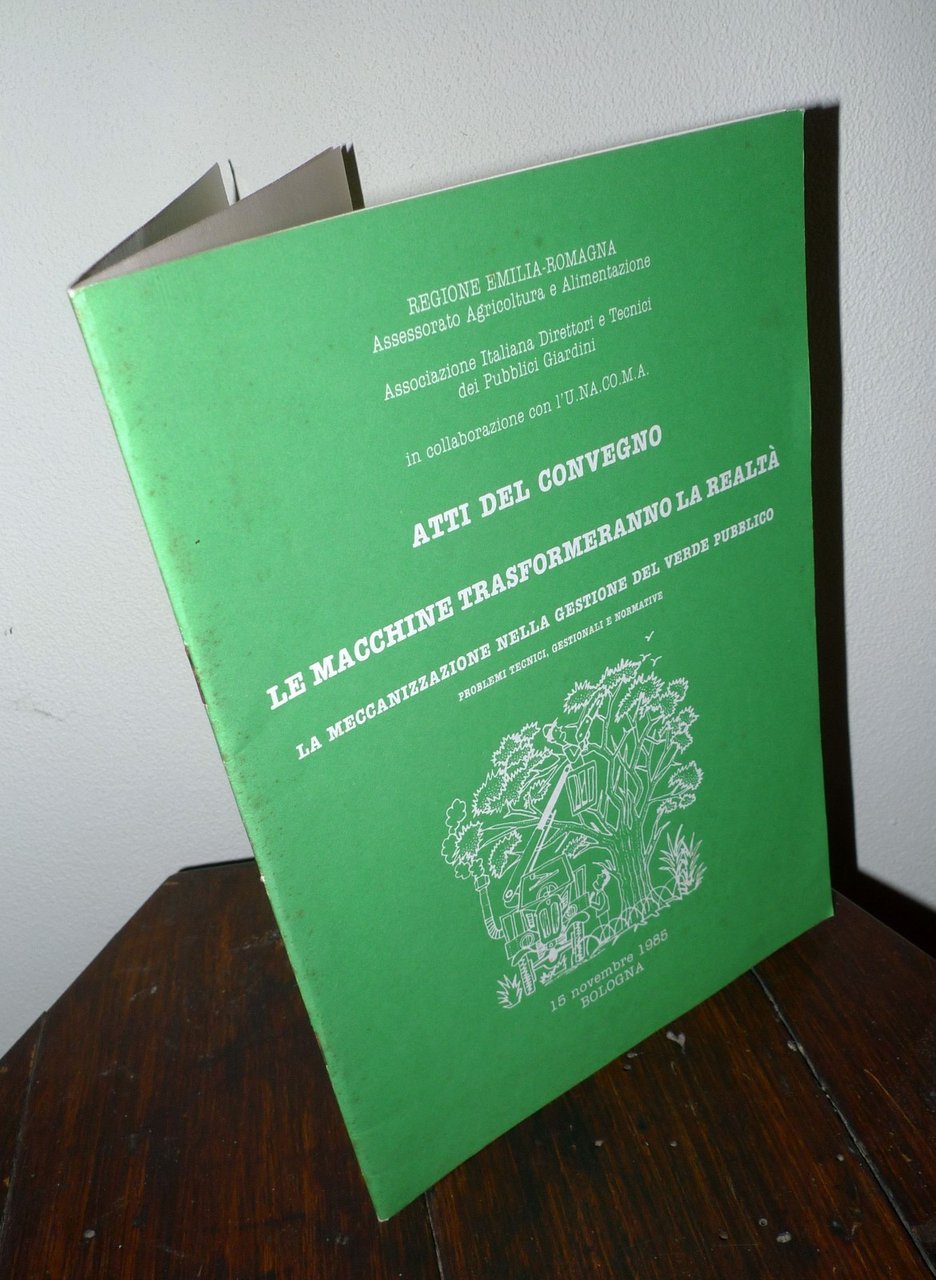 REGIONE EMILIA-ROMAGNA
Assessorato Agricoltura e Alimentazione
Associazione Italiana Direttori e Tecnici
dei Pubblici Giardini
in collaborazione con l'U.NA.CO.M.A.
ATTI DEL CONVEGNO
LE MACCHINE TRASFORMERANNO LA REALTÀ
LA MECCANIZZAZIONE NELLA GESTIONE DEL VERDE PUBBLICO
PROBLEMI TECNICI, GESTIONALI E NORMATIVE
15 novembre 1985
BOLOGNA